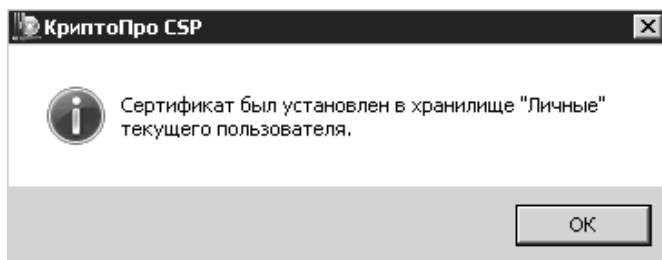 КриптоПро CSP
Сертификат был установлен в хранилище "Личные"
текущего пользователя.
ОК